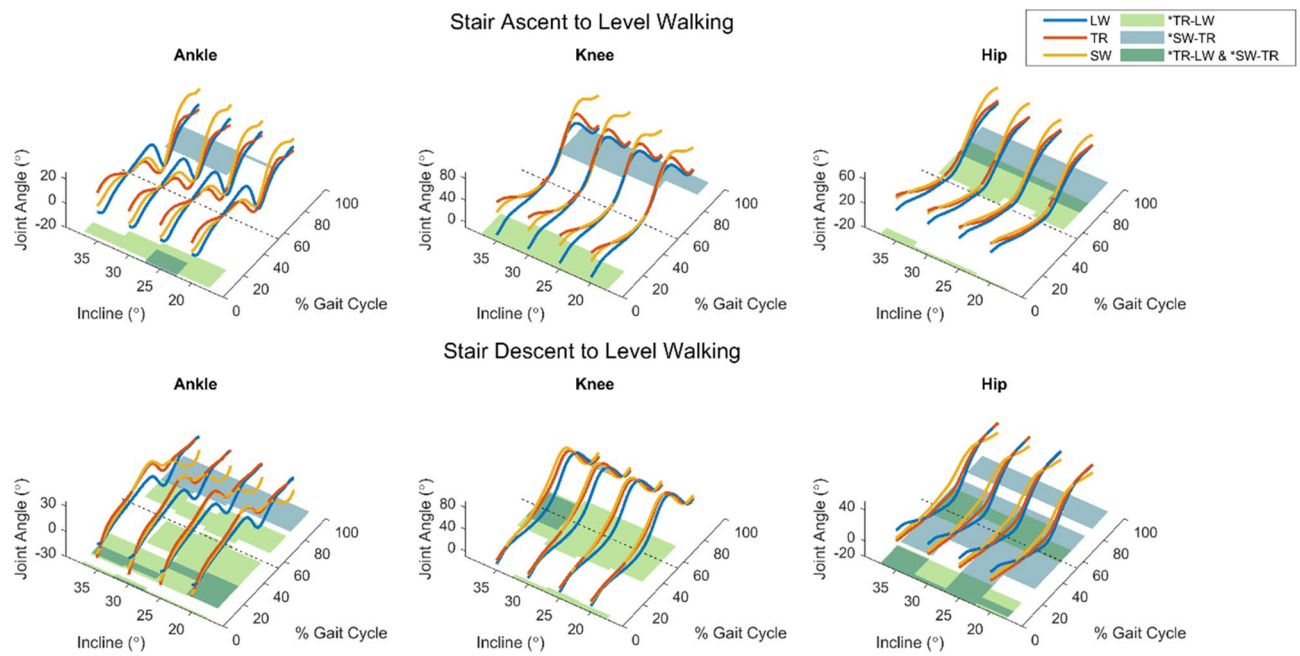 Stair Ascent to Level Walking
LW *TR-LW
TR *SW-TR
SW *TR-LW & *SW-TR
Ankle Knee Hip
Joint Angle (°) 20 0 -20
35 30 25 20
Incline (°)
0 20 40 60 80 100
% Gait Cycle
Joint Angle (°) 80 40 0
35 30 25 20
Incline (°)
0 20 40 60 80 100
% Gait Cycle
Joint Angle (°) 60 20 -20
35 30 25 20
Incline (°)
0 20 40 60 80 100
% Gait Cycle
Stair Descent to Level Walking
Ankle Knee Hip
Joint Angle (°) 30 0 -30
35 30 25 20
Incline (°)
0 20 40 60 80 100
% Gait Cycle
Joint Angle (°) 80 40 0
35 30 25 20
Incline (°)
0 20 40 60 80 100
% Gait Cycle
Joint Angle (°) 40 0 -20
35 30 25 20
Incline (°)
0 20 40 60 80 100
% Gait Cycle